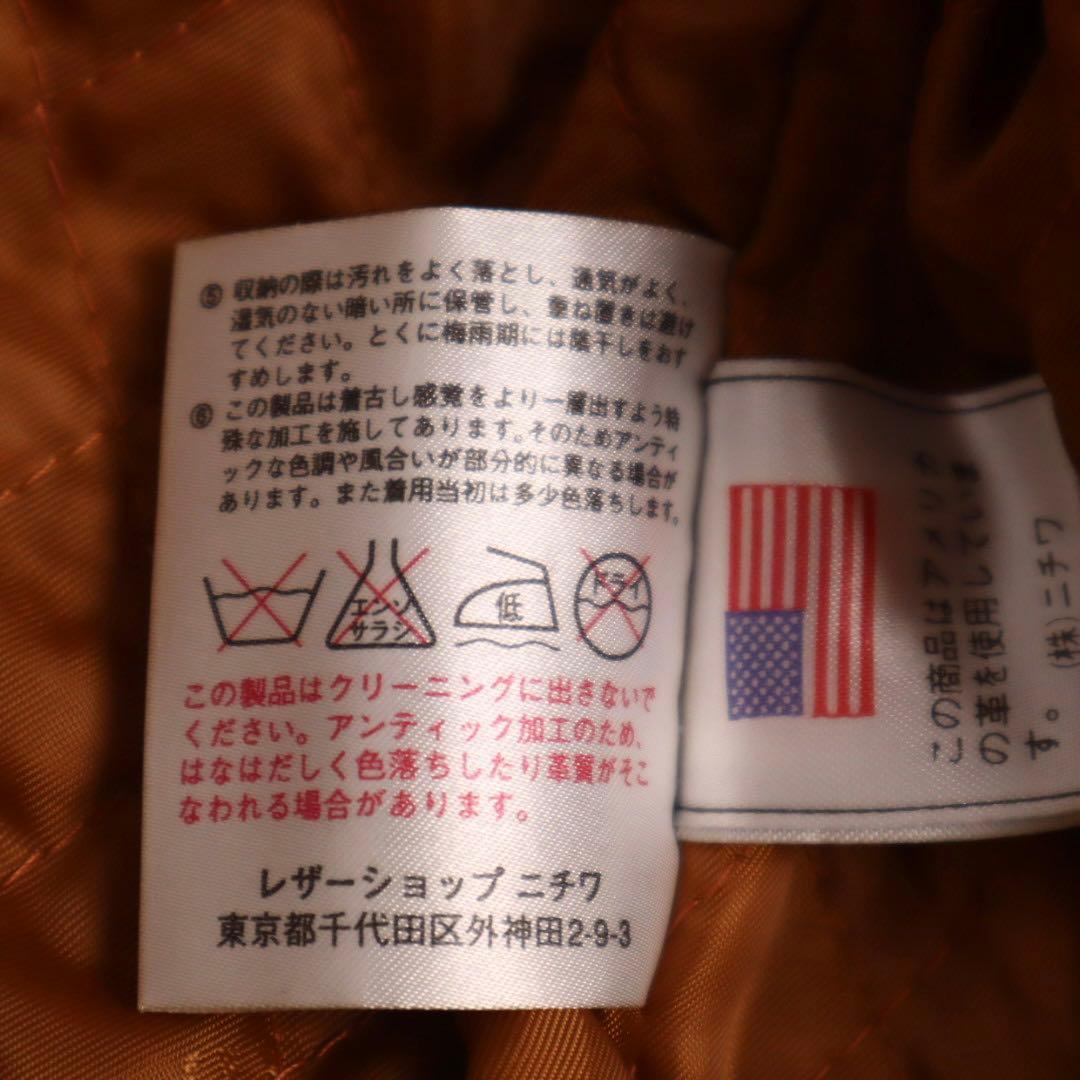 ⑤ 収納の際は汚れをよく落とし、通気がよく、
湿気のない暗い所に保管し、重ね置きは避け
てください。とくに梅雨期には陰干しをおす
すめします。
⑥ この製品は着古し感覚をより一層出すよう特
殊な加工を施してあります。そのためアンティ
ックな色調や風合いが部分的に異なる場合が
あります。また着用当初は多少色落ちします。
エンソ
サラシ
低
ドライ
この製品はクリーニングに出さないで
ください。アンティック加工のため、
はなはだしく色落ちしたり革質がそこ
なわれる場合があります。
レザーショップ ニチワ
東京都千代田区外神田2-9-3
この商品はアメリカ
の革を使用していま
す。 (株)ニチワ